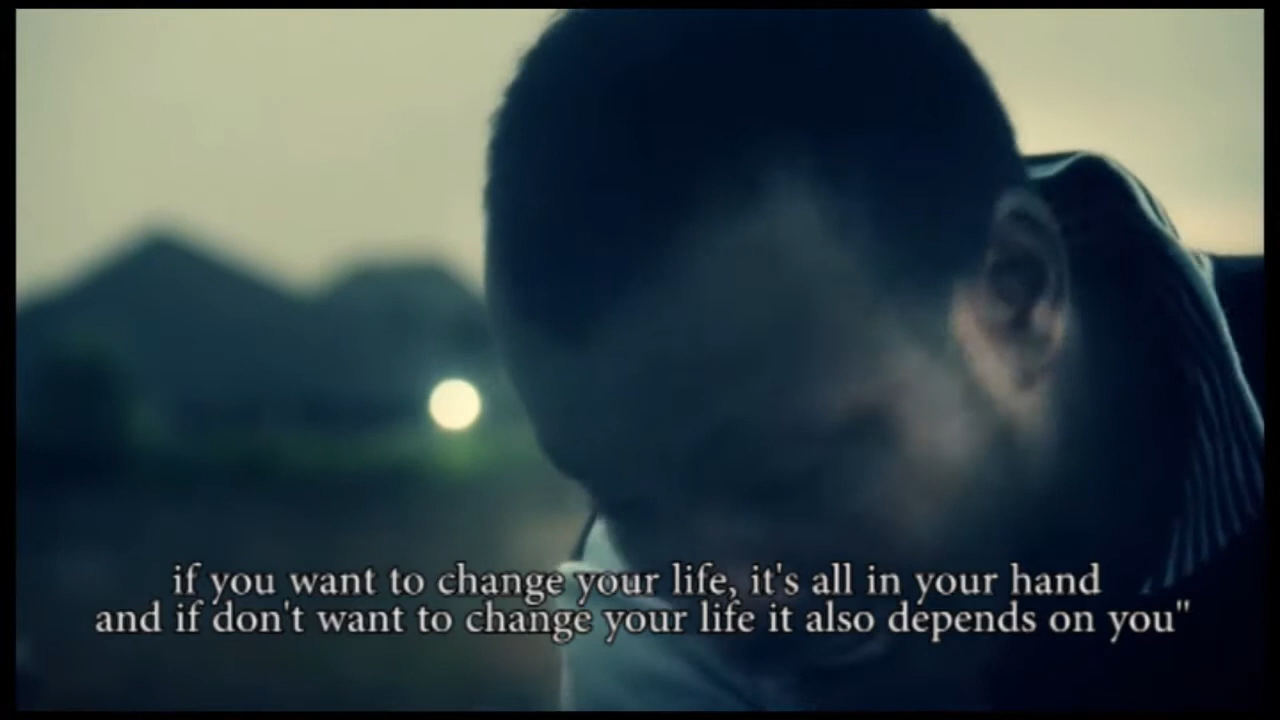 if you want to change your life, it's all in your hand
and if don't want to change your life it also depends on you"